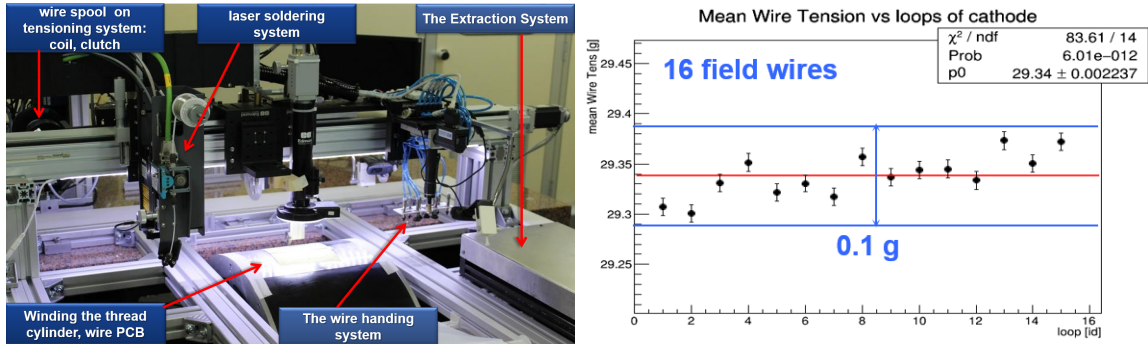 wire spool on
tensioning system:
coil, clutch
laser soldering
system
The Extraction System
Winding the thread
cylinder, wire PCB
The wire handing
system
Mean Wire Tension vs loops of cathode
χ² / ndf 83.61 / 14
Prob 6.01e−012
p0 29.34 ± 0.002237
16 field wires
0.1 g
mean Wire Tens [g]
29.45
29.4
29.35
29.3
29.25
0 2 4 6 8 10 12 14 16
loop [id]